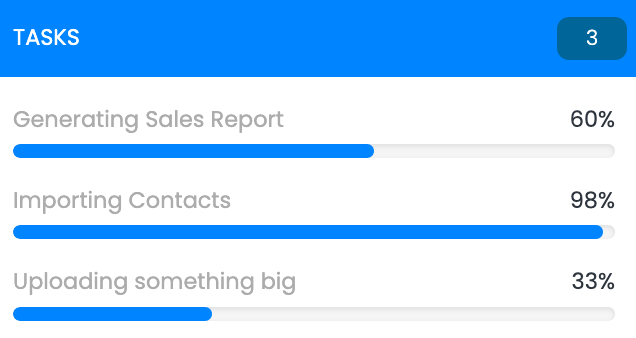 TASKS 3
Generating Sales Report 60%
Importing Contacts 98%
Uploading something big 33%